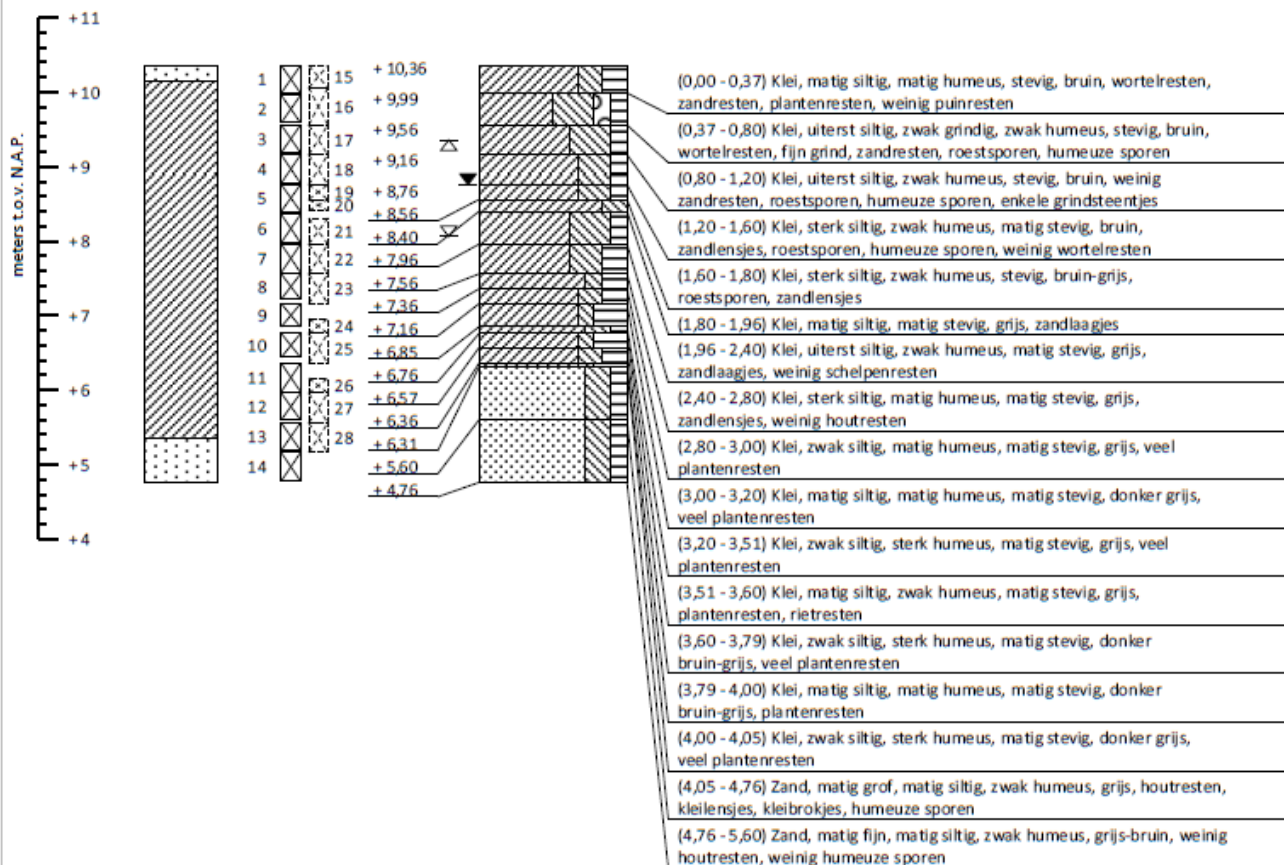 meters t.o.v. N.A.P.
+11
+10
+9
+8
+7
+6
+5
+4
1
2
3
4
5
6
7
8
9
10
11
12
13
14
15
16
17
18
19
20
21
22
23
24
25
26
27
28
+ 10,36
+ 9,99
+ 9,56
+ 9,16
+ 8,76
+ 8,56
+ 8,40
+ 7,96
+ 7,56
+ 7,36
+ 7,16
+ 6,85
+ 6,76
+ 6,57
+ 6,36
+ 6,31
+ 5,60
+ 4,76
(0,00 - 0,37) Klei, matig siltig, matig humeus, stevig, bruin, wortelresten,
zandresten, plantenresten, weinig puinresten
(0,37 - 0,80) Klei, uiterst siltig, zwak grindig, zwak humeus, stevig, bruin,
wortelresten, fijn grind, zandresten, roestsporen, humeuze sporen
(0,80 - 1,20) Klei, uiterst siltig, zwak humeus, stevig, bruin, weinig
zandresten, roestsporen, humeuze sporen, enkele grindsteentjes
(1,20 - 1,60) Klei, sterk siltig, zwak humeus, matig stevig, bruin,
zandlensjes, roestsporen, humeuze sporen, weinig wortelresten
(1,60 - 1,80) Klei, sterk siltig, zwak humeus, stevig, bruin-grijs,
roestsporen, zandlensjes
(1,80 - 1,96) Klei, matig siltig, matig stevig, grijs, zandlaagjes
(1,96 - 2,40) Klei, uiterst siltig, zwak humeus, matig stevig, grijs,
zandlaagjes, weinig schelpenresten
(2,40 - 2,80) Klei, sterk siltig, matig humeus, matig stevig, grijs,
zandlensjes, weinig houtresten
(2,80 - 3,00) Klei, zwak siltig, matig humeus, matig stevig, grijs, veel
plantenresten
(3,00 - 3,20) Klei, matig siltig, matig humeus, matig stevig, donker grijs,
veel plantenresten
(3,20 - 3,51) Klei, zwak siltig, sterk humeus, matig stevig, grijs, veel
plantenresten
(3,51 - 3,60) Klei, matig siltig, zwak humeus, matig stevig, grijs,
plantenresten, rietresten
(3,60 - 3,79) Klei, zwak siltig, sterk humeus, matig stevig, donker
bruin-grijs, veel plantenresten
(3,79 - 4,00) Klei, matig siltig, matig humeus, matig stevig, donker
bruin-grijs, plantenresten
(4,00 - 4,05) Klei, zwak siltig, sterk humeus, matig stevig, donker grijs,
veel plantenresten
(4,05 - 4,76) Zand, matig grof, matig siltig, zwak humeus, grijs, houtresten,
kleilensjes, kleibrokjes, humeuze sporen
(4,76 - 5,60) Zand, matig fijn, matig siltig, zwak humeus, grijs-bruin, weinig
houtresten, weinig humeuze sporen